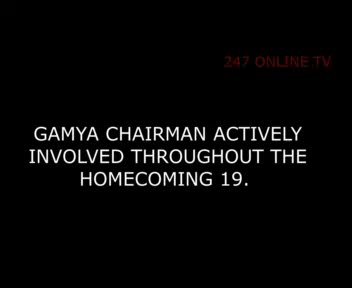 247 ONLINE TV
GAMYA CHAIRMAN ACTIVELY
INVOLVED THROUGHOUT THE
HOMECOMING 19.